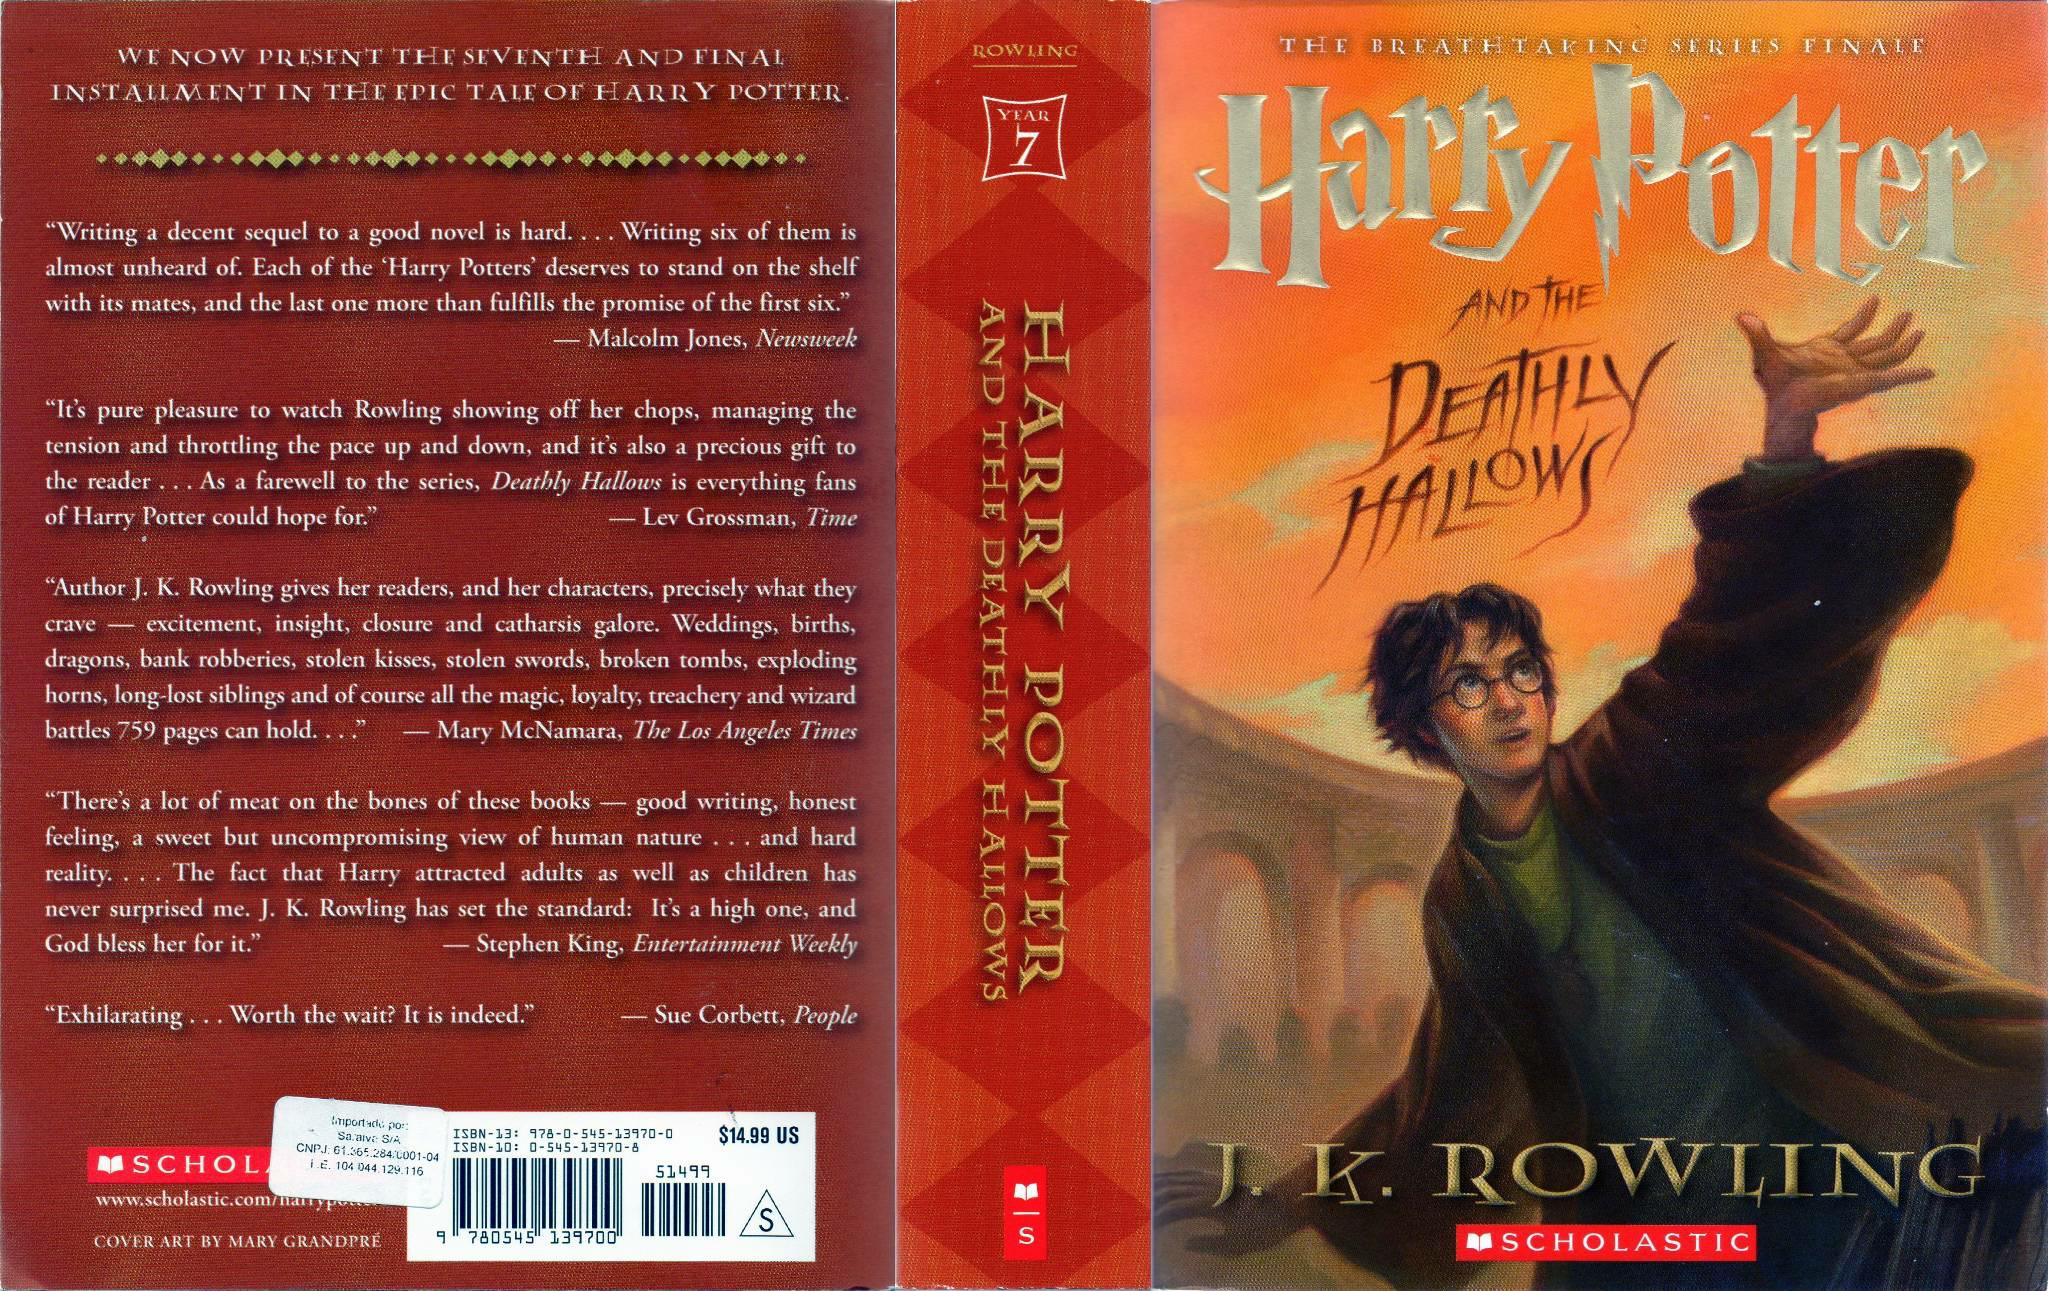 WE NOW PRESENT THE SEVENTH AND FINAL
INSTALLMENT IN THE EPIC TALE OF HARRY POTTER.
“Writing a decent sequel to a good novel is hard. . . . Writing six of them is
almost unheard of. Each of the ‘Harry Potters’ deserves to stand on the shelf
with its mates, and the last one more than fulfills the promise of the first six.”
— Malcolm Jones, Newsweek
“It’s pure pleasure to watch Rowling showing off her chops, managing the
tension and throttling the pace up and down, and it’s also a precious gift to
the reader . . . As a farewell to the series, Deathly Hallows is everything fans
of Harry Potter could hope for.” — Lev Grossman, Time
“Author J. K. Rowling gives her readers, and her characters, precisely what they
crave — excitement, insight, closure and catharsis galore. Weddings, births,
dragons, bank robberies, stolen kisses, stolen swords, broken tombs, exploding
horns, long-lost siblings and of course all the magic, loyalty, treachery and wizard
battles 759 pages can hold. . . .” — Mary McNamara, The Los Angeles Times
“There’s a lot of meat on the bones of these books — good writing, honest
feeling, a sweet but uncompromising view of human nature . . . and hard
reality. . . . The fact that Harry attracted adults as well as children has
never surprised me. J. K. Rowling has set the standard: It’s a high one, and
God bless her for it.” — Stephen King, Entertainment Weekly
“Exhilarating . . . Worth the wait? It is indeed.” — Sue Corbett, People
SCHOLA
www.scholastic.com/harrypotter
COVER ART BY MARY GRANDPRÉ
Importado por:
Saraiva S/A
CNPJ: 61.365.284/0001-04
I.E. 104.044.129.116
ISBN-13: 978-0-545-13970-0
ISBN-10: 0-545-13970-8
$14.99 US
51499
S
9 780545 139700
ROWLING
YEAR
7
HARRY POTTER
AND THE DEATHLY HALLOWS
S
THE BREATHTAKING SERIES FINALE
Harry Potter
AND THE
DEATHLY
HALLOWS
J. K. ROWLING
SCHOLASTIC